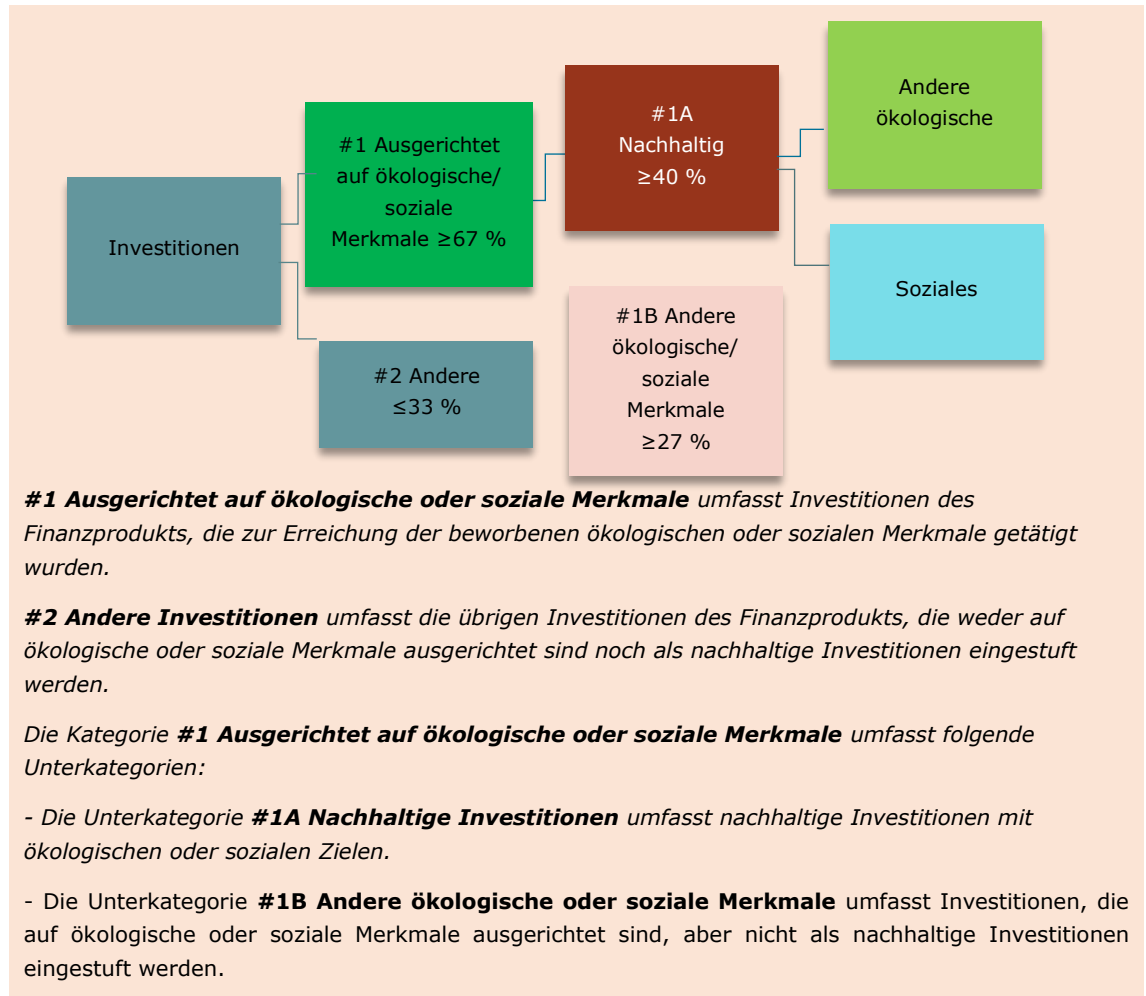 Investitionen
#1 Ausgerichtet
auf ökologische/
soziale
Merkmale ≥67 %
#2 Andere
≤33 %
#1A
Nachhaltig
≥40 %
#1B Andere
ökologische/
soziale
Merkmale
≥27 %
Andere
ökologische
Soziales
#1 Ausgerichtet auf ökologische oder soziale Merkmale umfasst Investitionen des
Finanzprodukts, die zur Erreichung der beworbenen ökologischen oder sozialen Merkmale getätigt
wurden.
#2 Andere Investitionen umfasst die übrigen Investitionen des Finanzprodukts, die weder auf
ökologische oder soziale Merkmale ausgerichtet sind noch als nachhaltige Investitionen eingestuft
werden.
Die Kategorie #1 Ausgerichtet auf ökologische oder soziale Merkmale umfasst folgende
Unterkategorien:
- Die Unterkategorie #1A Nachhaltige Investitionen umfasst nachhaltige Investitionen mit
ökologischen oder sozialen Zielen.
- Die Unterkategorie #1B Andere ökologische oder soziale Merkmale umfasst Investitionen, die
auf ökologische oder soziale Merkmale ausgerichtet sind, aber nicht als nachhaltige Investitionen
eingestuft werden.